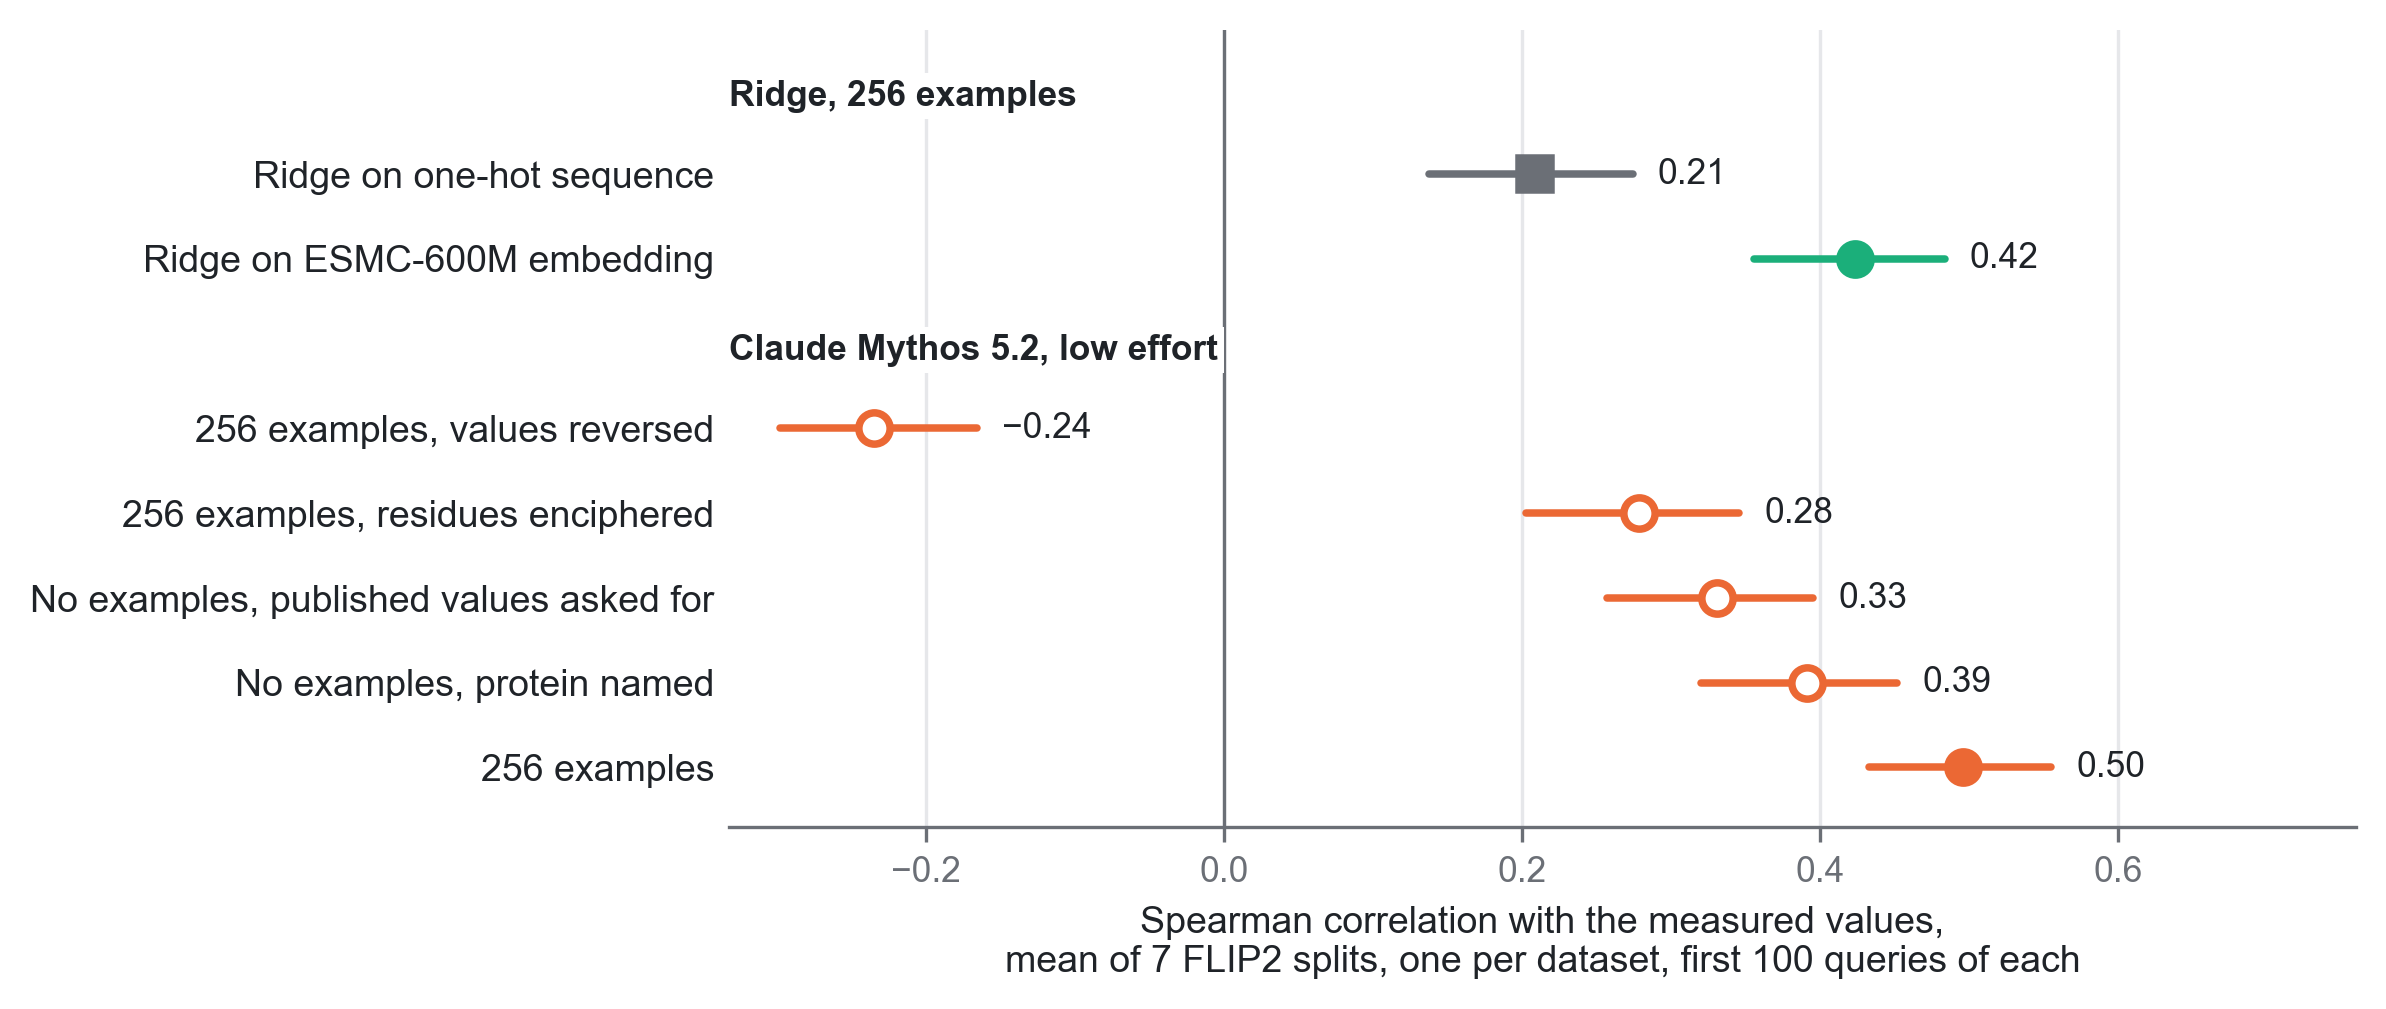 Ridge, 256 examples
Ridge on one-hot sequence
0.21
Ridge on ESMC-600M embedding
0.42
Claude Mythos 5.2, low effort
256 examples, values reversed
−0.24
256 examples, residues enciphered
0.28
No examples, published values asked for
0.33
No examples, protein named
0.39
256 examples
0.50
−0.2
0.0
0.2
0.4
0.6
Spearman correlation with the measured values,
mean of 7 FLIP2 splits, one per dataset, first 100 queries of each